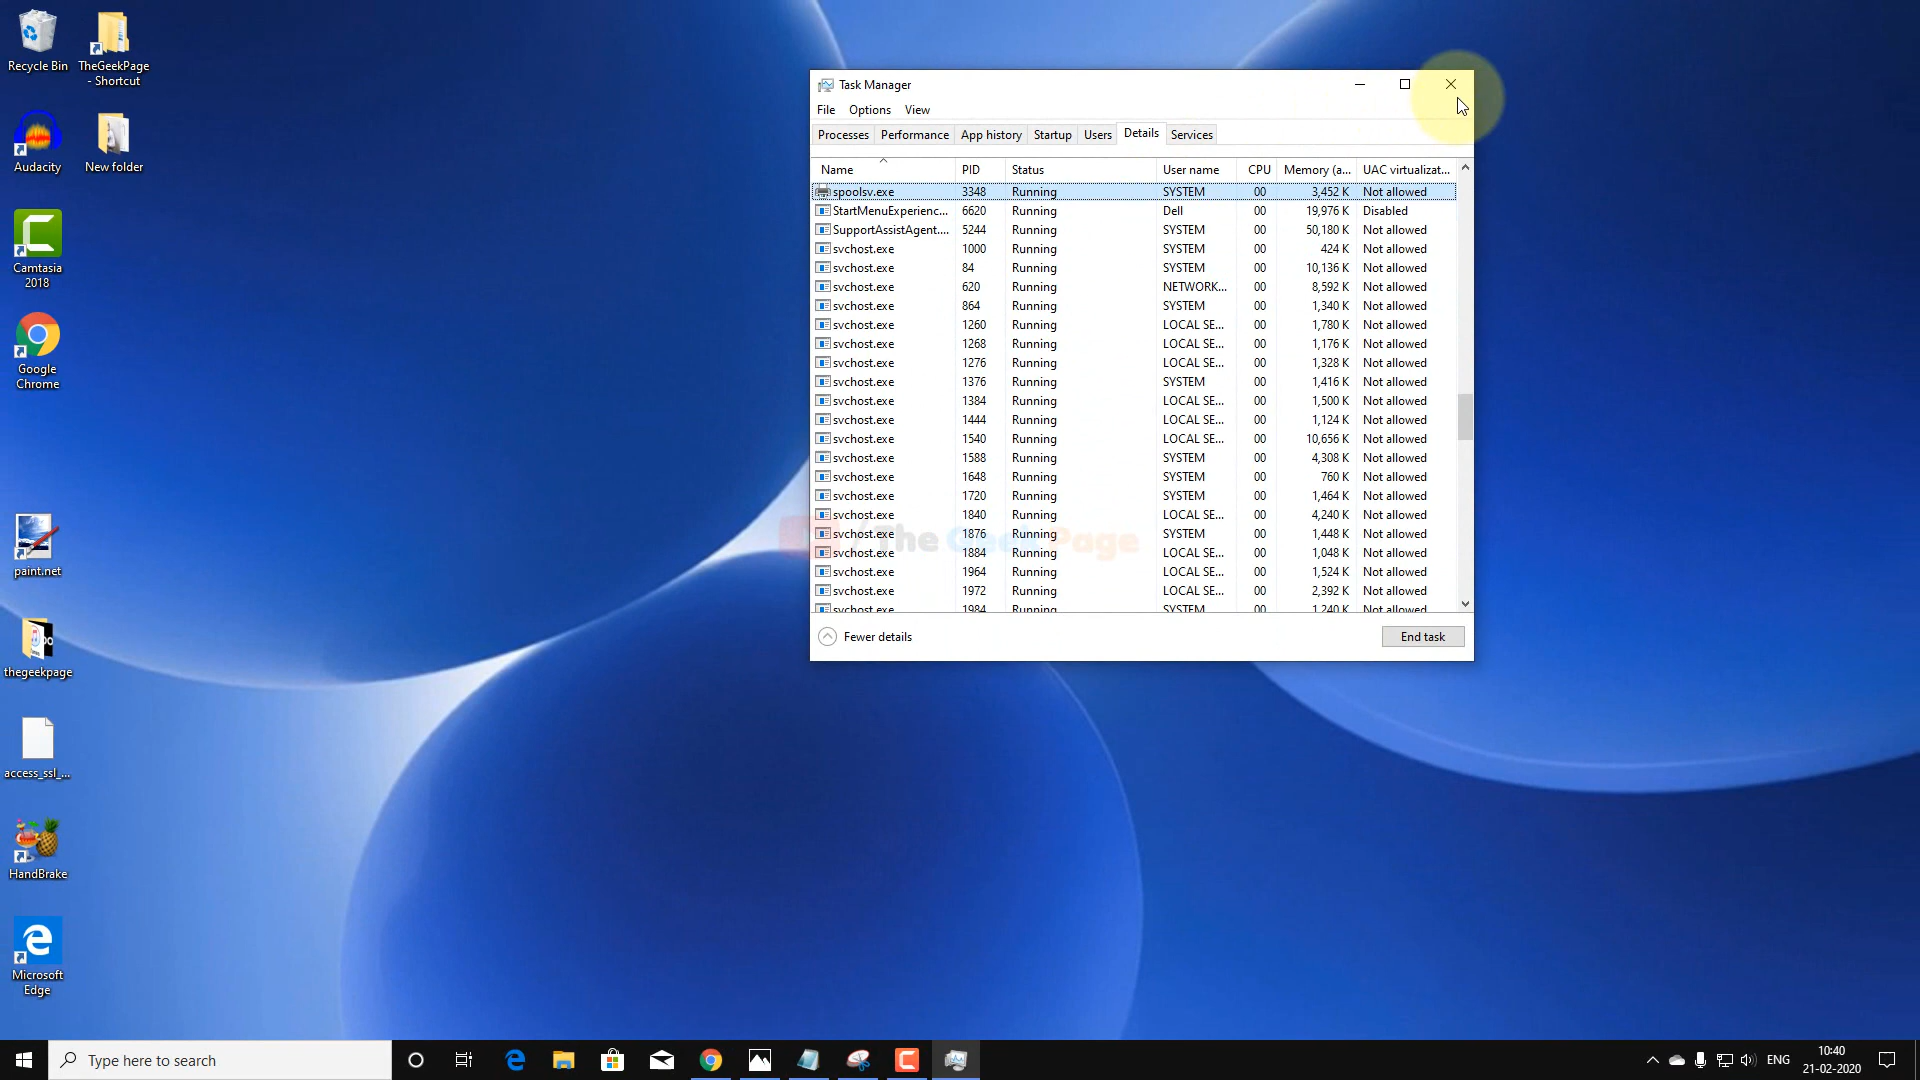 Recycle Bin
TheGeekPage
- Shortcut
Audacity
New folder
Camtasia
2018
Google
Chrome
paint.net
thegeekpage
access_ssl_...
HandBrake
Microsoft
Edge
Task Manager
File Options View
Processes Performance App history Startup Users Details Services
Name PID Status User name CPU Memory (a... UAC virtualizat...
spoolsv.exe 3348 Running SYSTEM 00 3,452 K Not allowed
StartMenuExperienc... 6620 Running Dell 00 19,976 K Disabled
SupportAssistAgent.... 5244 Running SYSTEM 00 50,180 K Not allowed
svchost.exe 1000 Running SYSTEM 00 424 K Not allowed
svchost.exe 84 Running SYSTEM 00 10,136 K Not allowed
svchost.exe 620 Running NETWORK... 00 8,592 K Not allowed
svchost.exe 864 Running SYSTEM 00 1,340 K Not allowed
svchost.exe 1260 Running LOCAL SE... 00 1,780 K Not allowed
svchost.exe 1268 Running LOCAL SE... 00 1,176 K Not allowed
svchost.exe 1276 Running LOCAL SE... 00 1,328 K Not allowed
svchost.exe 1376 Running SYSTEM 00 1,416 K Not allowed
svchost.exe 1384 Running LOCAL SE... 00 1,500 K Not allowed
svchost.exe 1444 Running LOCAL SE... 00 1,124 K Not allowed
svchost.exe 1540 Running LOCAL SE... 00 10,656 K Not allowed
svchost.exe 1588 Running SYSTEM 00 4,308 K Not allowed
svchost.exe 1648 Running SYSTEM 00 760 K Not allowed
svchost.exe 1720 Running SYSTEM 00 1,464 K Not allowed
svchost.exe 1840 Running LOCAL SE... 00 4,240 K Not allowed
svchost.exe 1876 Running SYSTEM 00 1,448 K Not allowed
The Geek Page
svchost.exe 1884 Running LOCAL SE... 00 1,048 K Not allowed
svchost.exe 1964 Running LOCAL SE... 00 1,524 K Not allowed
svchost.exe 1972 Running LOCAL SE... 00 2,392 K Not allowed
svchost.exe 1984 Running SYSTEM 00 1,240 K Not allowed
Fewer details End task
Type here to search
ENG
10:40
21-02-2020